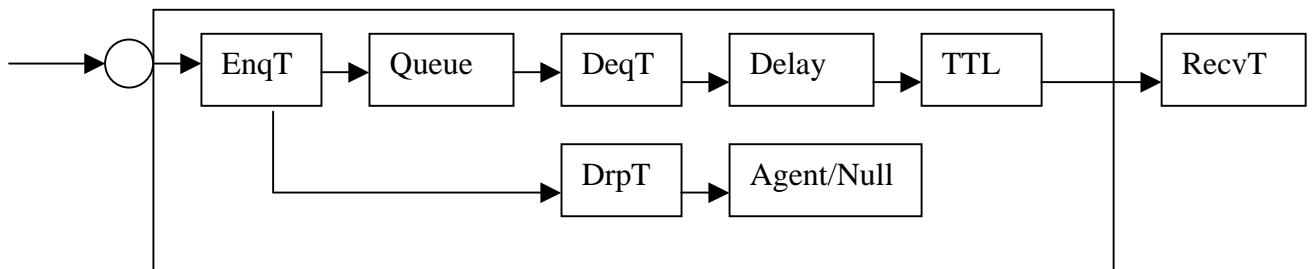 EnqT
Queue
DeqT
Delay
TTL
RecvT
DrpT
Agent/Null